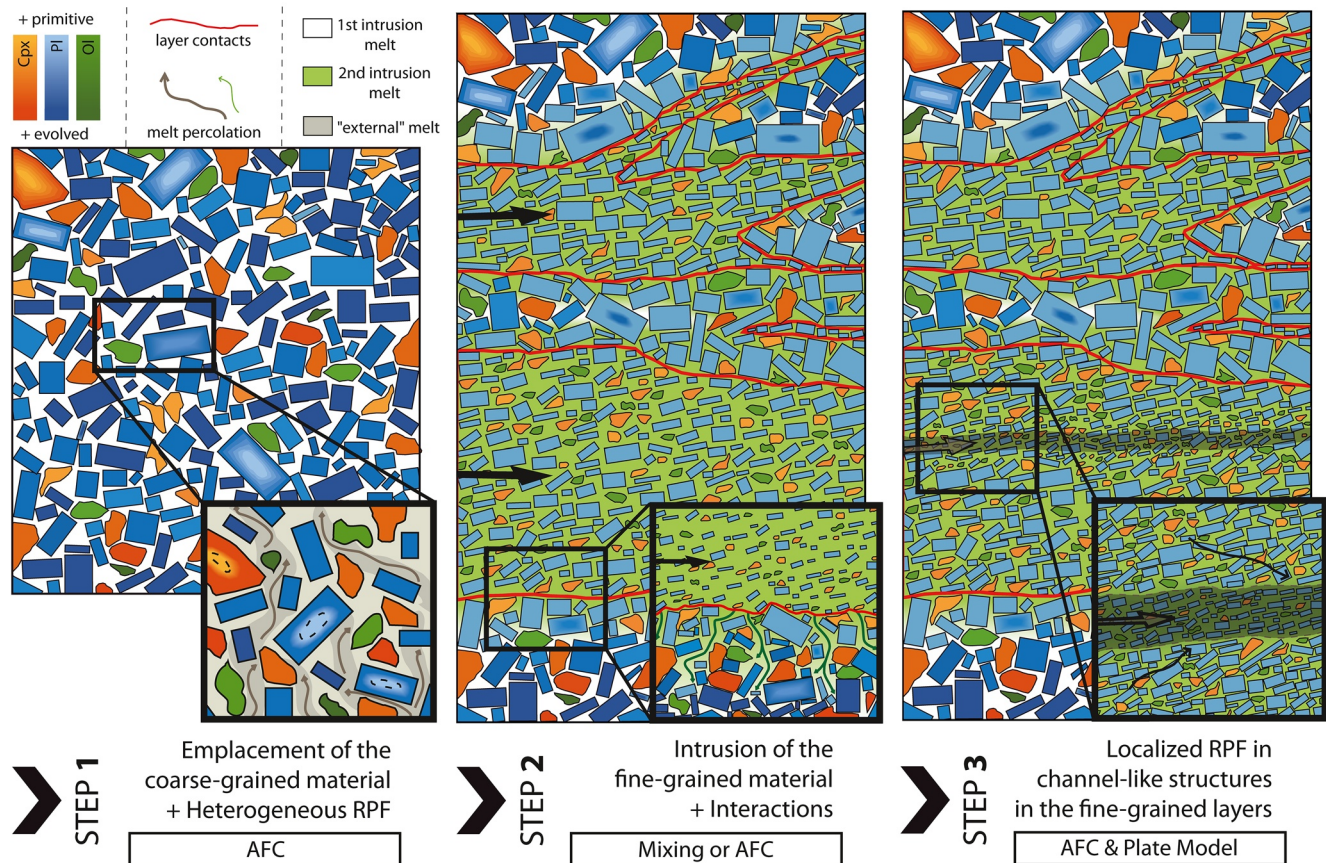 + primitive
Cpx
Pl
Ol
+ evolved
layer contacts
melt percolation
1st intrusion
melt
2nd intrusion
melt
"external" melt
STEP 1
Emplacement of the
coarse-grained material
+ Heterogeneous RPF
AFC
STEP 2
Intrusion of the
fine-grained material
+ Interactions
Mixing or AFC
STEP 3
Localized RPF in
channel-like structures
in the fine-grained layers
AFC & Plate Model